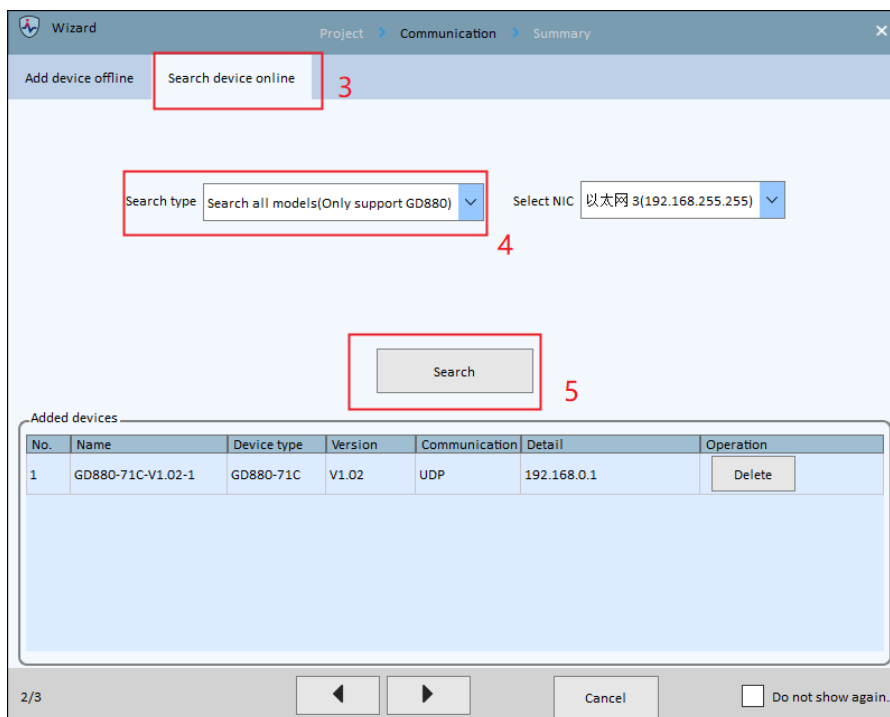 Wizard
Project Communication Summary
Add device offline Search device online 3
Search type Search all models(Only support GD880) Select NIC 以太网 3(192.168.255.255)
4
Search
5
Added devices
No. Name Device type Version Communication Detail Operation
1 GD880-71C-V1.02-1 GD880-71C V1.02 UDP 192.168.0.1 Delete
2/3 Cancel Do not show again.